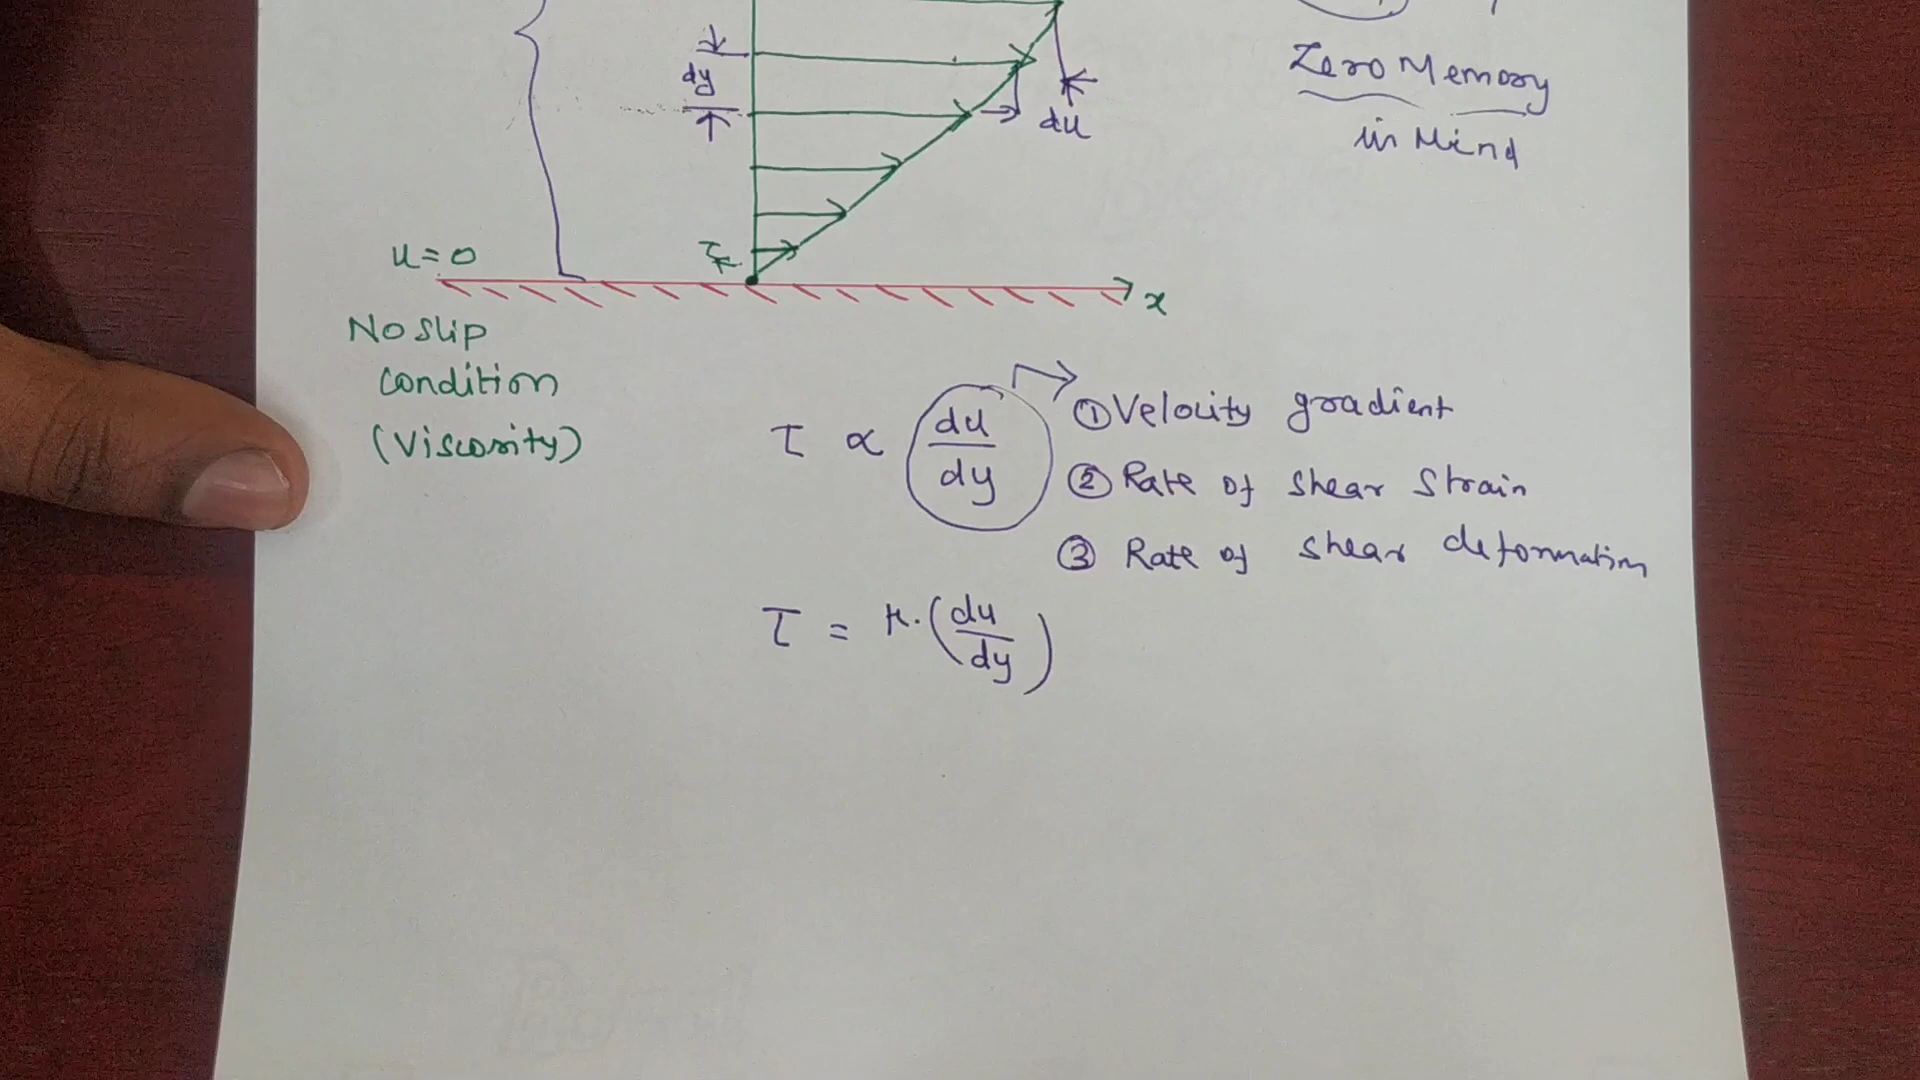 Zero Memory
in Mind
dy
du
u=0
τ
x
No slip
condition
(Viscosity)
τ ∝ du/dy
① Velocity gradient
② Rate of shear strain
③ Rate of shear deformation
τ = μ.(du/dy)